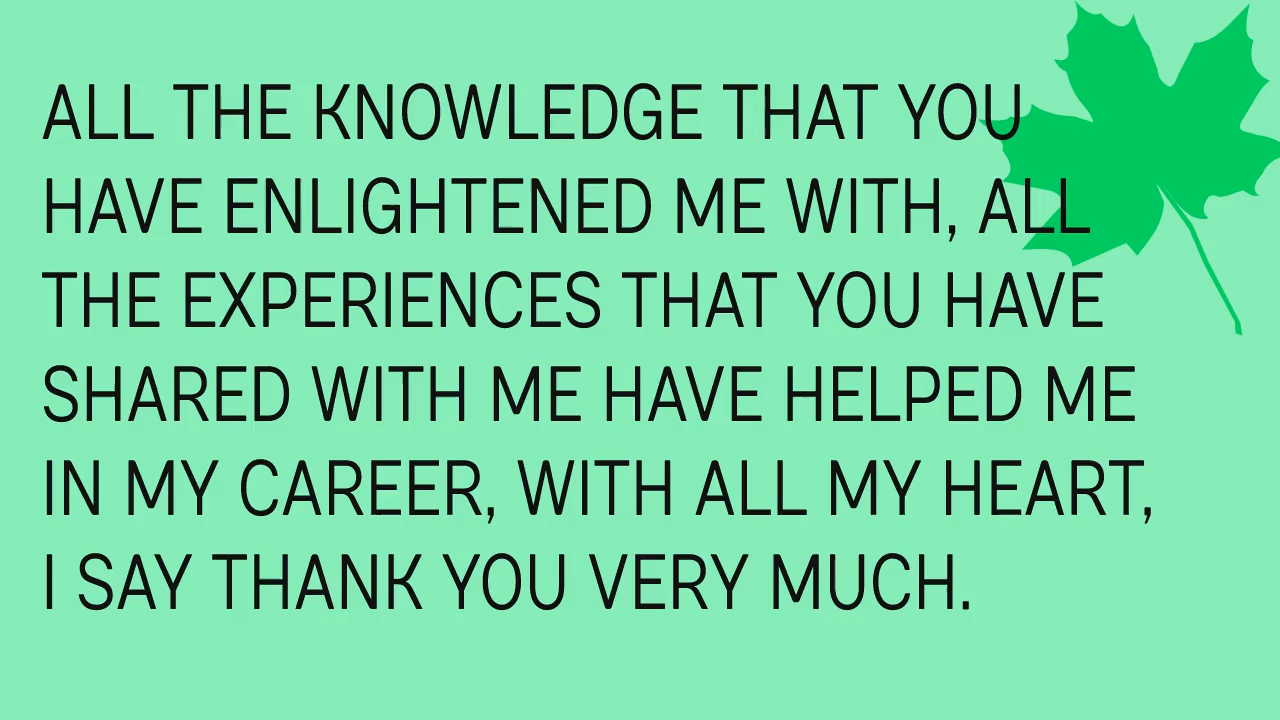 ALL THE KNOWLEDGE THAT YOU
HAVE ENLIGHTENED ME WITH, ALL
THE EXPERIENCES THAT YOU HAVE
SHARED WITH ME HAVE HELPED ME
IN MY CAREER, WITH ALL MY HEART,
I SAY THANK YOU VERY MUCH.